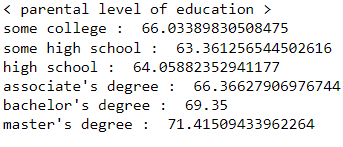 < parental level of education >
some college :  66.03389830508475
some high school :  63.361256544502616
high school :  64.05882352941177
associate's degree :  66.36627906976744
bachelor's degree :  69.35
master's degree :  71.41509433962264